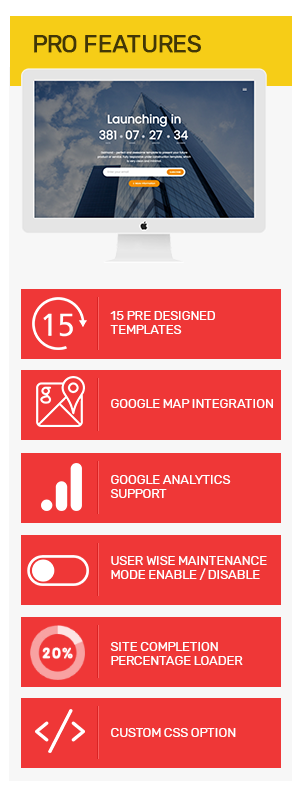 PRO FEATURES
Launching in
381 · 07 · 27 · 34
15
15 PRE DESIGNED
TEMPLATES
g
GOOGLE MAP INTEGRATION
GOOGLE ANALYTICS
SUPPORT
USER WISE MAINTENANCE
MODE ENABLE / DISABLE
20%
SITE COMPLETION
PERCENTAGE LOADER
</>
CUSTOM CSS OPTION